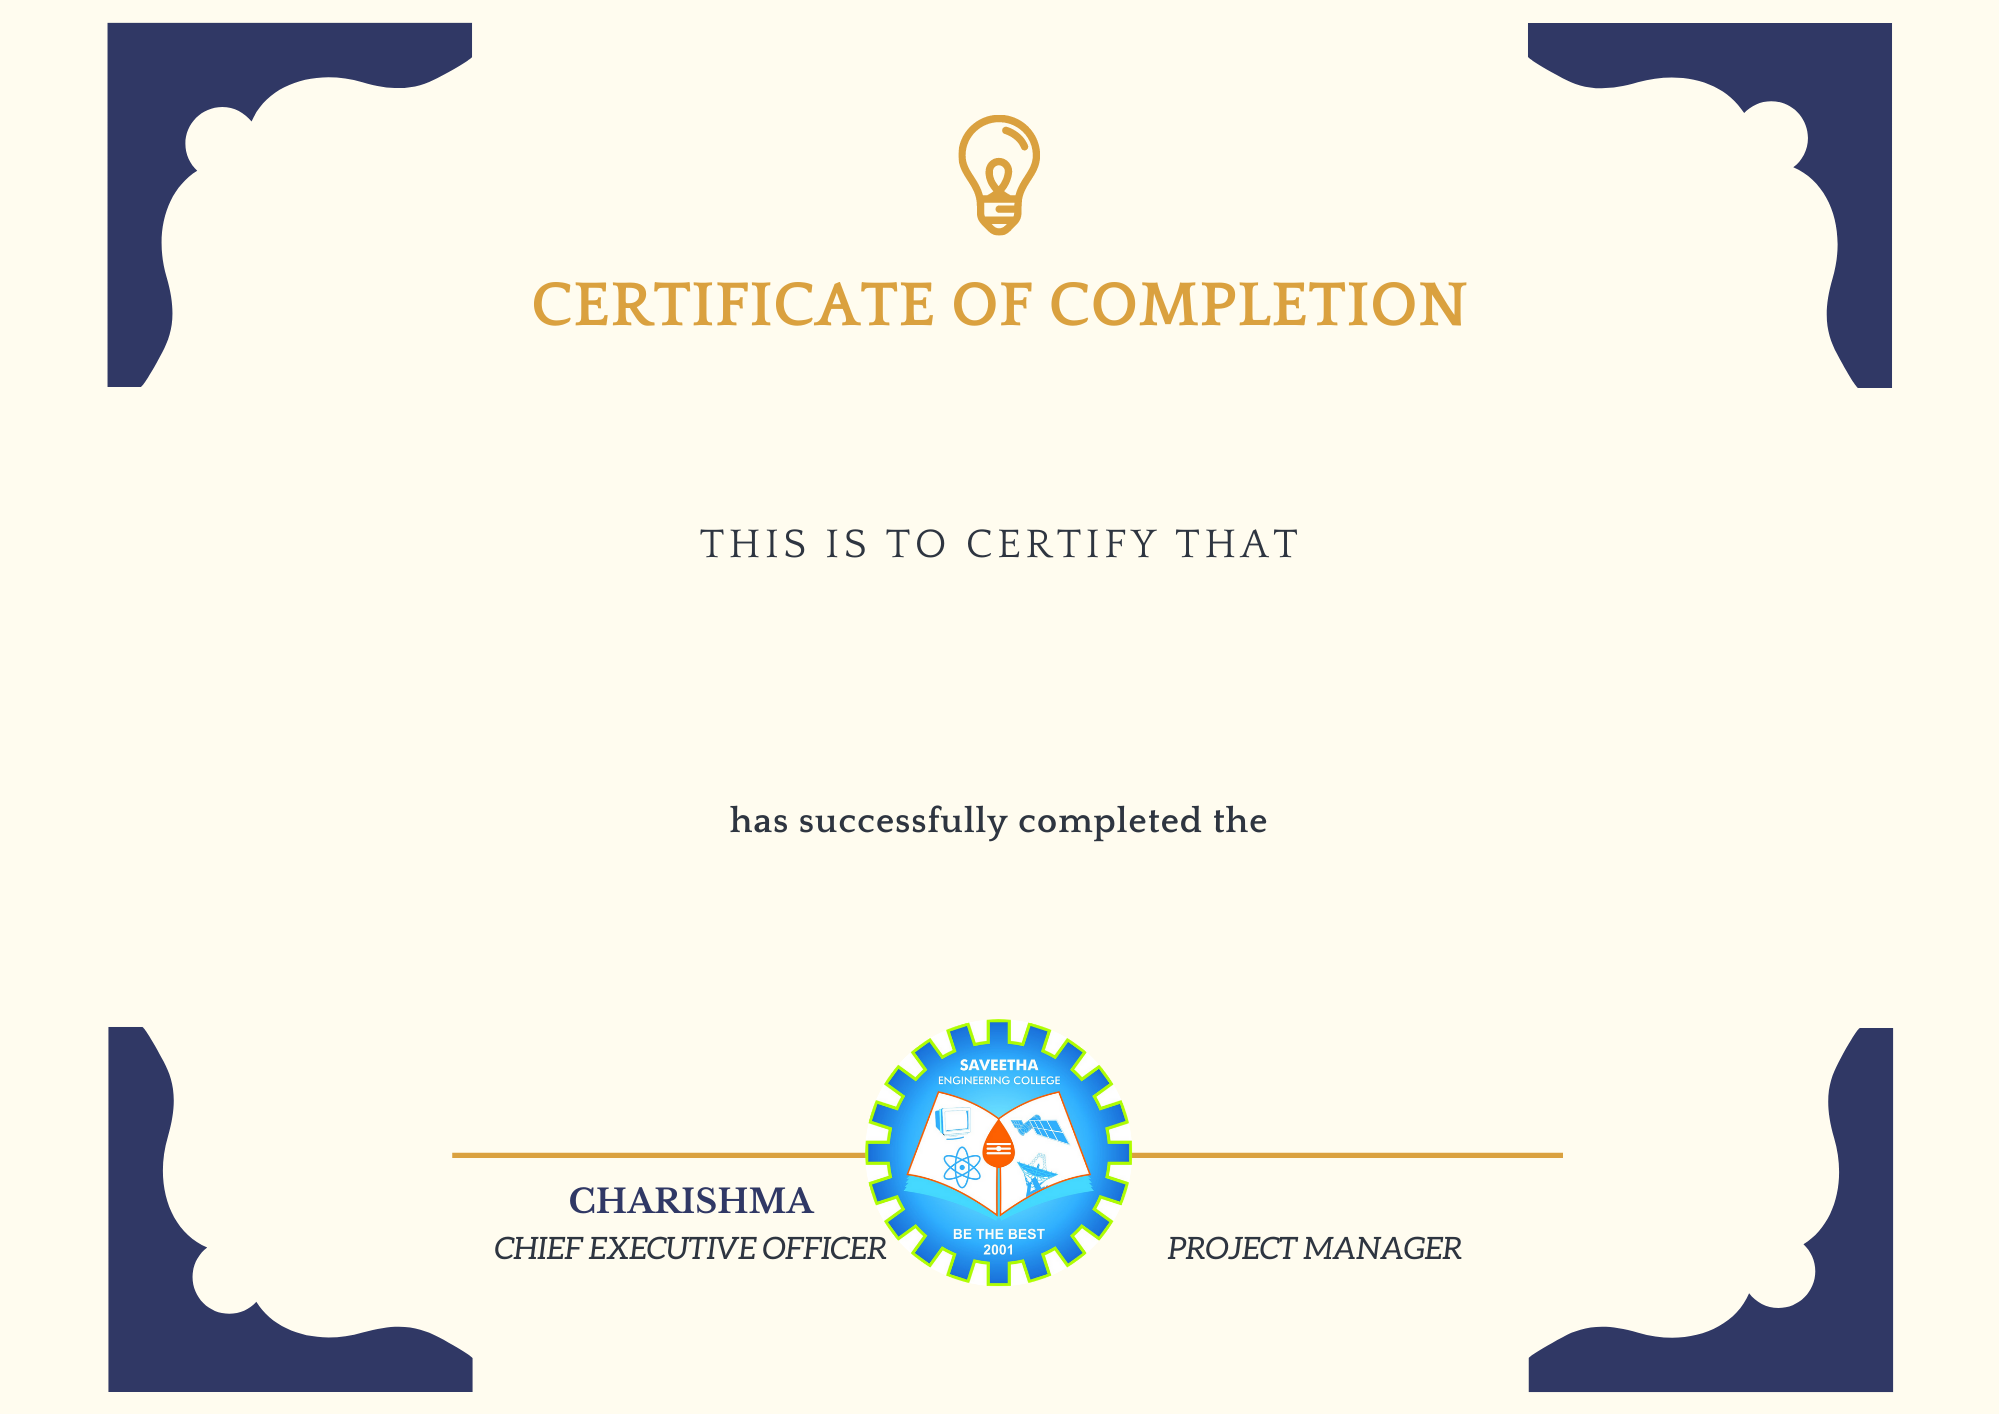 CERTIFICATE OF COMPLETION
THIS IS TO CERTIFY THAT
has successfully completed the
SAVEETHA
ENGINEERING COLLEGE
BE THE BEST
2001
CHARISHMA
CHIEF EXECUTIVE OFFICER
PROJECT MANAGER